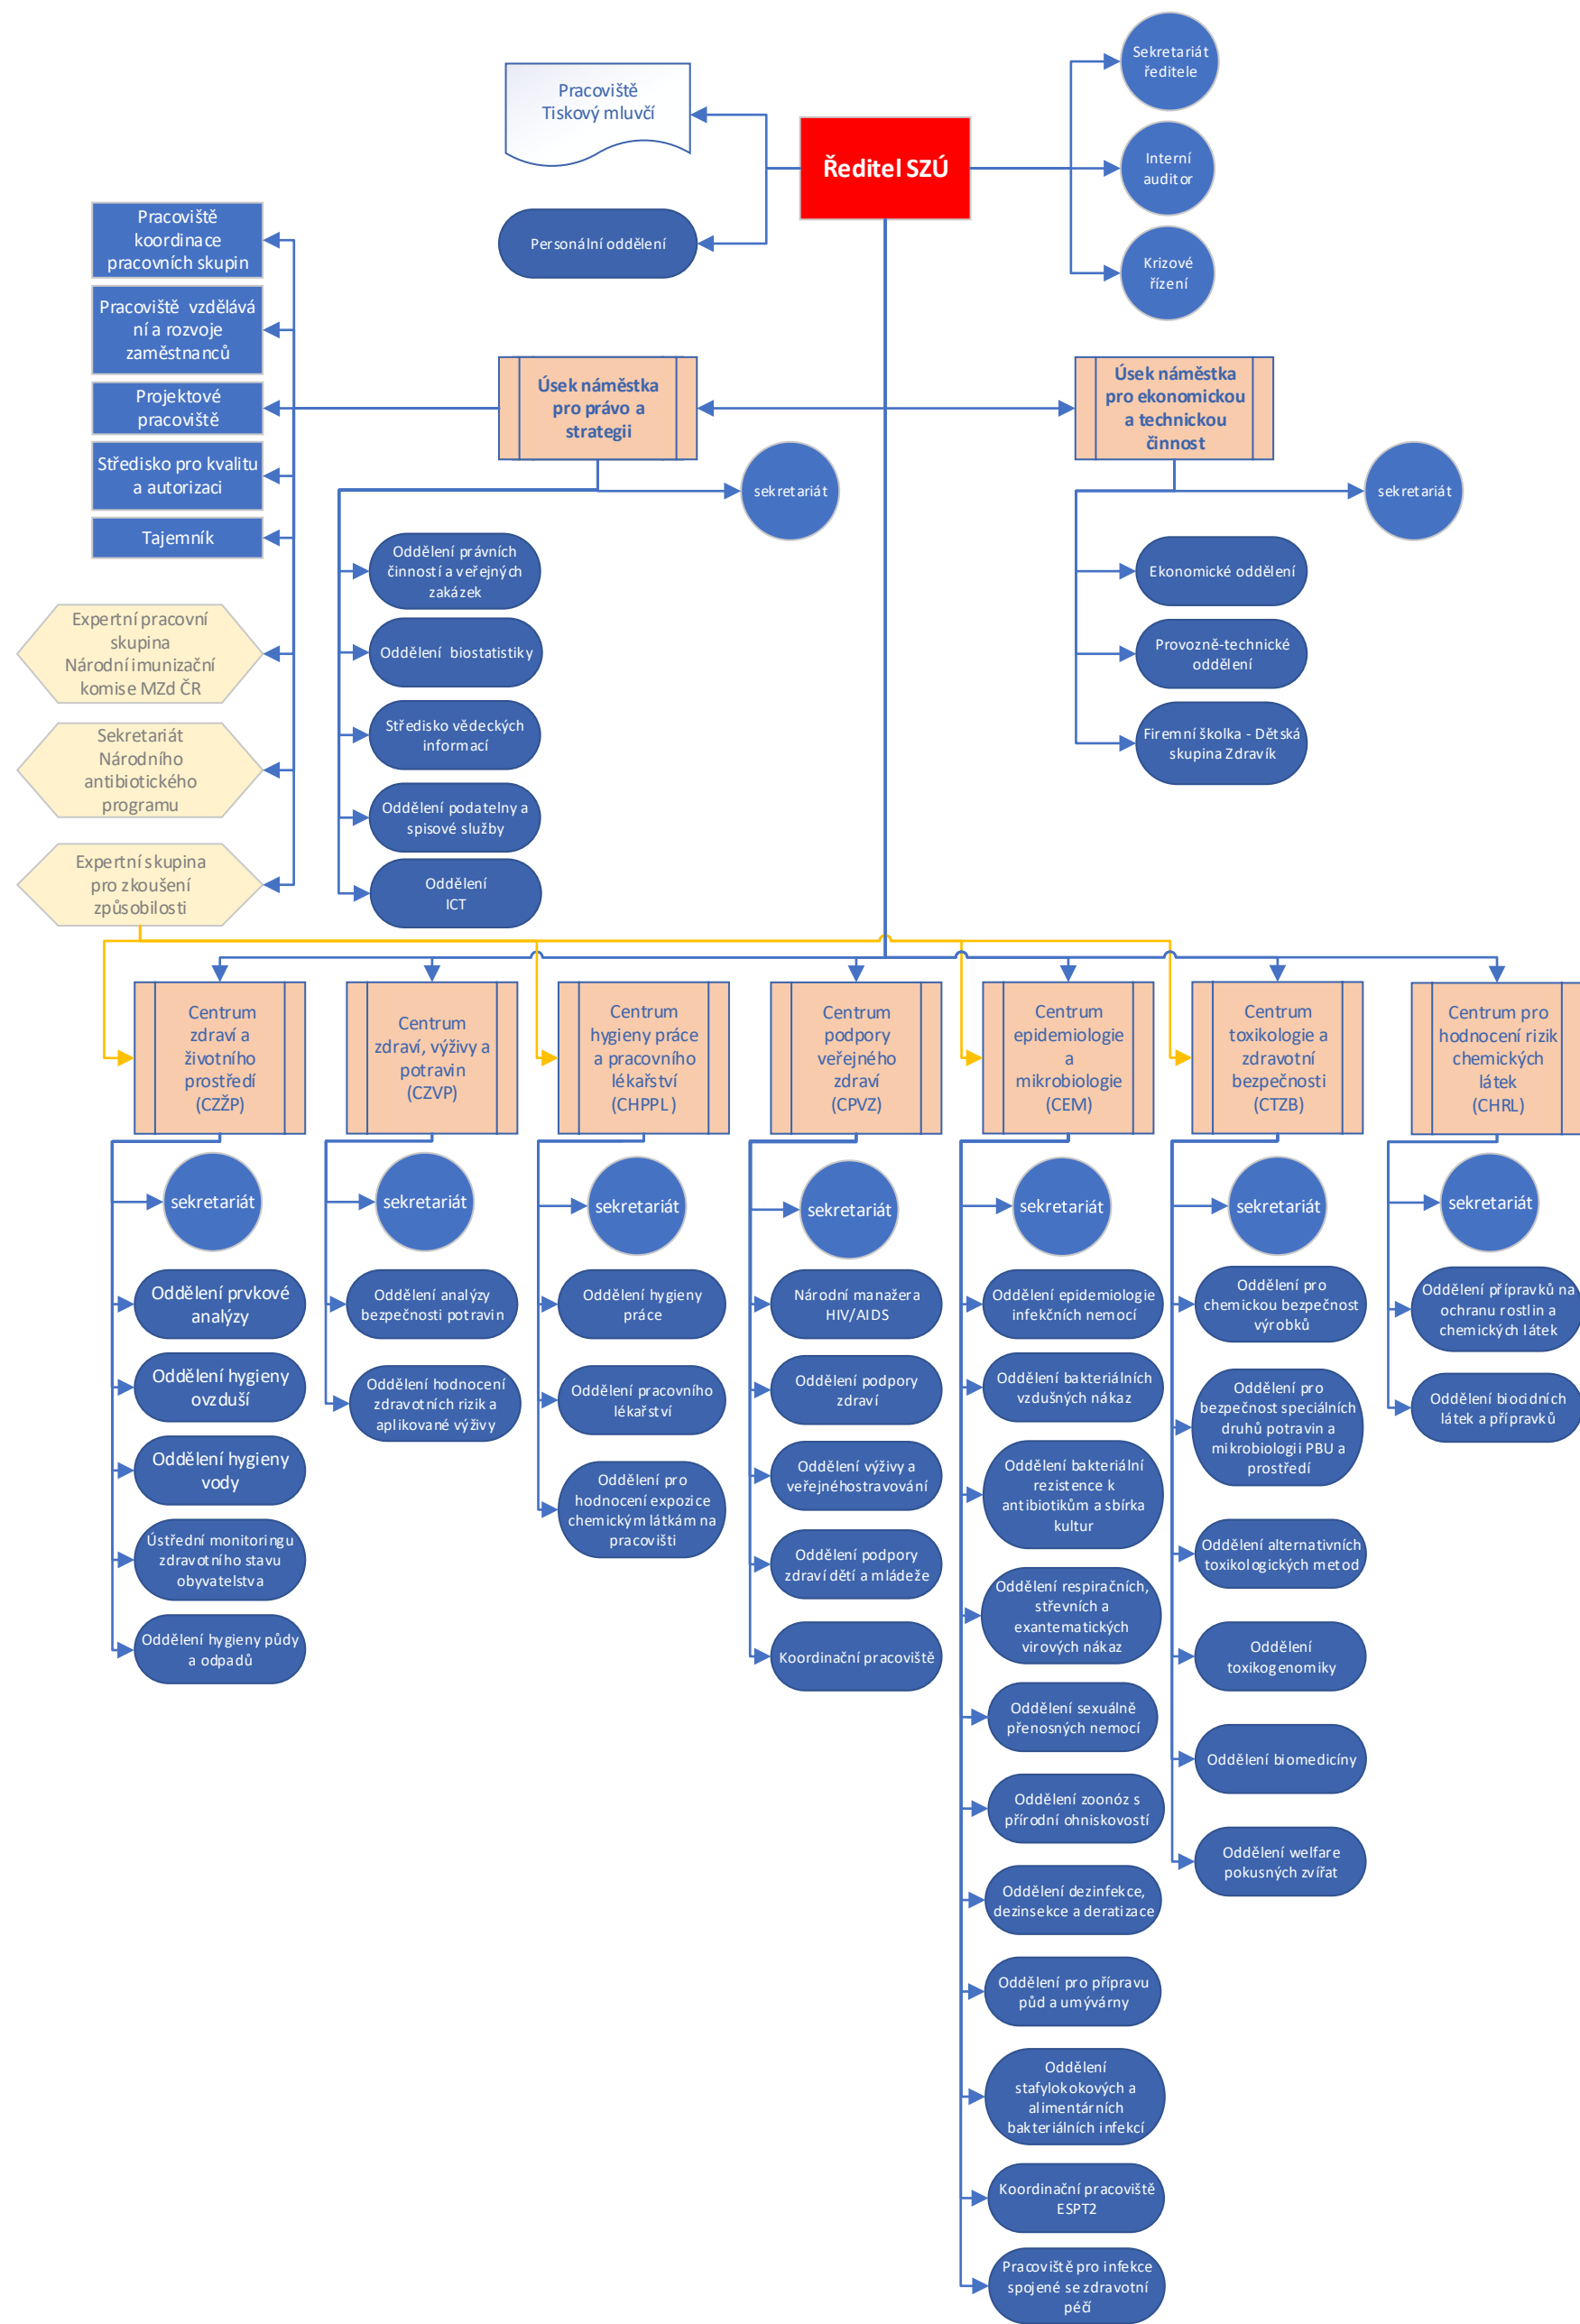 Sekretariát
ředitele
Pracoviště
Tiskový mluvčí
Ředitel SZÚ
Interní
auditor
Personální oddělení
Krizové
řízení
Pracoviště
koordinace
pracovních skupin
Pracoviště vzdělává
ní a rozvoje
zaměstnanců
Projektové
pracoviště
Středisko pro kvalitu
a autorizaci
Tajemník
Expertní pracovní
skupina
Národní imunizační
komise MZd ČR
Sekretariát
Národního
antibiotického
programu
Expertní skupina
pro zkoušení
způsobilosti
Úsek náměstka
pro právo a
strategii
sekretariát
Oddělení právních
činností a veřejných
zakázek
Oddělení biostatistiky
Středisko vědeckých
informací
Oddělení podatelny a
spisové služby
Oddělení
ICT
Úsek náměstka
pro ekonomickou
a technickou
činnost
sekretariát
Ekonomické oddělení
Provozně-technické
oddělení
Firemní školka - Dětská
skupina Zdravík
Centrum
zdraví a
životního
prostředí
(CZŽP)
sekretariát
Oddělení prvkové
analýzy
Oddělení hygieny
ovzduší
Oddělení hygieny
vody
Ústřední monitoringu
zdravotního stavu
obyvatelstva
Oddělení hygieny půdy
a odpadů
Centrum
zdraví, výživy a
potravin
(CZVP)
sekretariát
Oddělení analýzy
bezpečnosti potravin
Oddělení hodnocení
zdravotních rizik a
aplikované výživy
Centrum
hygieny práce
a pracovního
lékařství
(CHPPL )
sekretariát
Oddělení hygieny
práce
Oddělení pracovního
lékařství
Oddělení pro
hodnocení expozice
chemickým látkám na
pracovišti
Centrum
podpory
veřejného
zdraví
(CPVZ)
sekretariát
Národní manažera
HIV/AIDS
Oddělení podpory
zdraví
Oddělení výživy a
veřejnéhostravování
Oddělení podpory
zdraví dětí a mládeže
Koordinační pracoviště
Centrum
epidemiologie
a
mikrobiologie
(CEM)
sekretariát
Oddělení epidemiologie
infekčních nemocí
Oddělení bakteriálních
vzdušných nákaz
Oddělení bakteriální
rezistence k
antibiotikům a sbírka
kultur
Oddělení respiračních,
střevních a
exantematických
virových nákaz
Oddělení sexuálně
přenosných nemocí
Oddělení zoonóz s
přírodní ohniskovostí
Oddělení dezinfekce,
dezinsekce a deratizace
Oddělení pro přípravu
půd a umývárny
Oddělení
stafylokokových a
alimentárních
bakteriálních infekcí
Koordinační pracoviště
ESPT2
Pracoviště pro infekce
spojené se zdravotní
péčí
Centrum
toxikologie a
zdravotní
bezpečnosti
(CTZB)
sekretariát
Oddělení pro
chemickou bezpečnost
výrobků
Oddělení pro
bezpečnost speciálních
druhů potravin a
mikrobiologii PBU a
prostředí
Oddělení alternativních
toxikologických metod
Oddělení
toxikogenomiky
Oddělení biomedicíny
Oddělení welfare
pokusných zvířat
Centrum pro
hodnocení rizik
chemických
látek
(CHRL)
sekretariát
Oddělení přípravků na
ochranu rostlin a
chemických látek
Oddělení biocidních
látek a přípravků